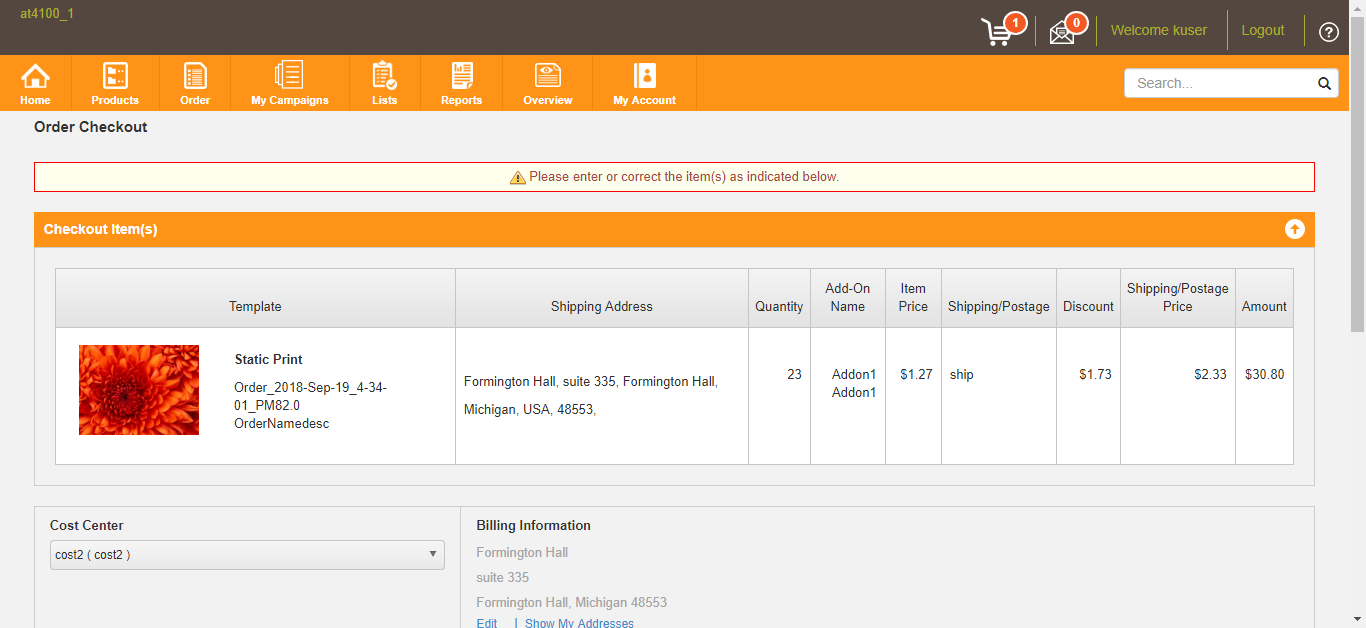 at4100_1
1
0
Welcome kuser
Logout
?
Home
Products
Order
My Campaigns
Lists
Reports
Overview
My Account
Search...
Order Checkout
Please enter or correct the item(s) as indicated below.
Checkout Item(s)
Template
Shipping Address
Quantity
Add-On
Name
Item
Price
Shipping/Postage
Discount
Shipping/Postage
Price
Amount
Static Print
Order_2018-Sep-19_4-34-
01_PM82.0
OrderNamedesc
Formington Hall, suite 335, Formington Hall,
Michigan, USA, 48553,
23
Addon1
Addon1
$1.27
ship
$1.73
$2.33
$30.80
Cost Center
cost2 ( cost2 )
Billing Information
Formington Hall
suite 335
Formington Hall, Michigan 48553
Edit | Show My Addresses